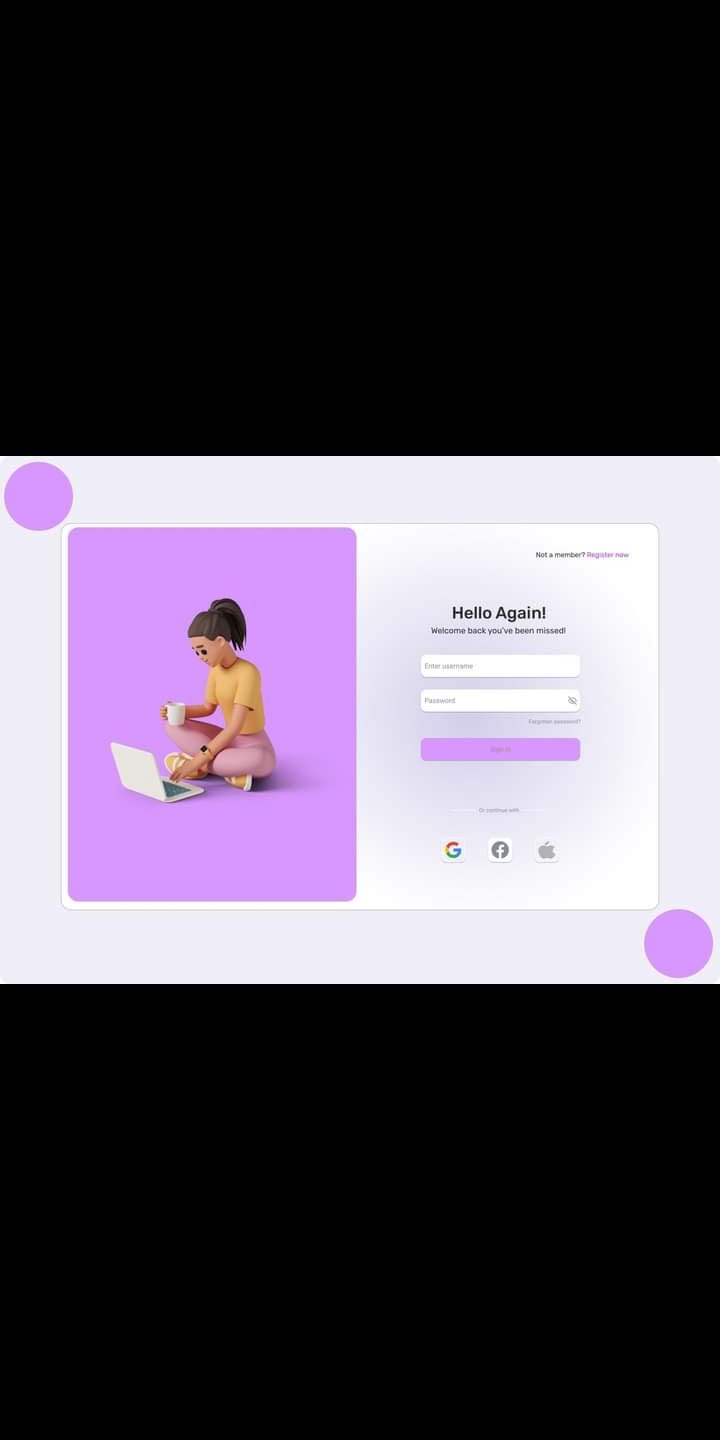 Not a member? Register now
Hello Again!
Welcome back you've been missed!
Enter username
Password
Forgotten password?
Sign in
Or continue with